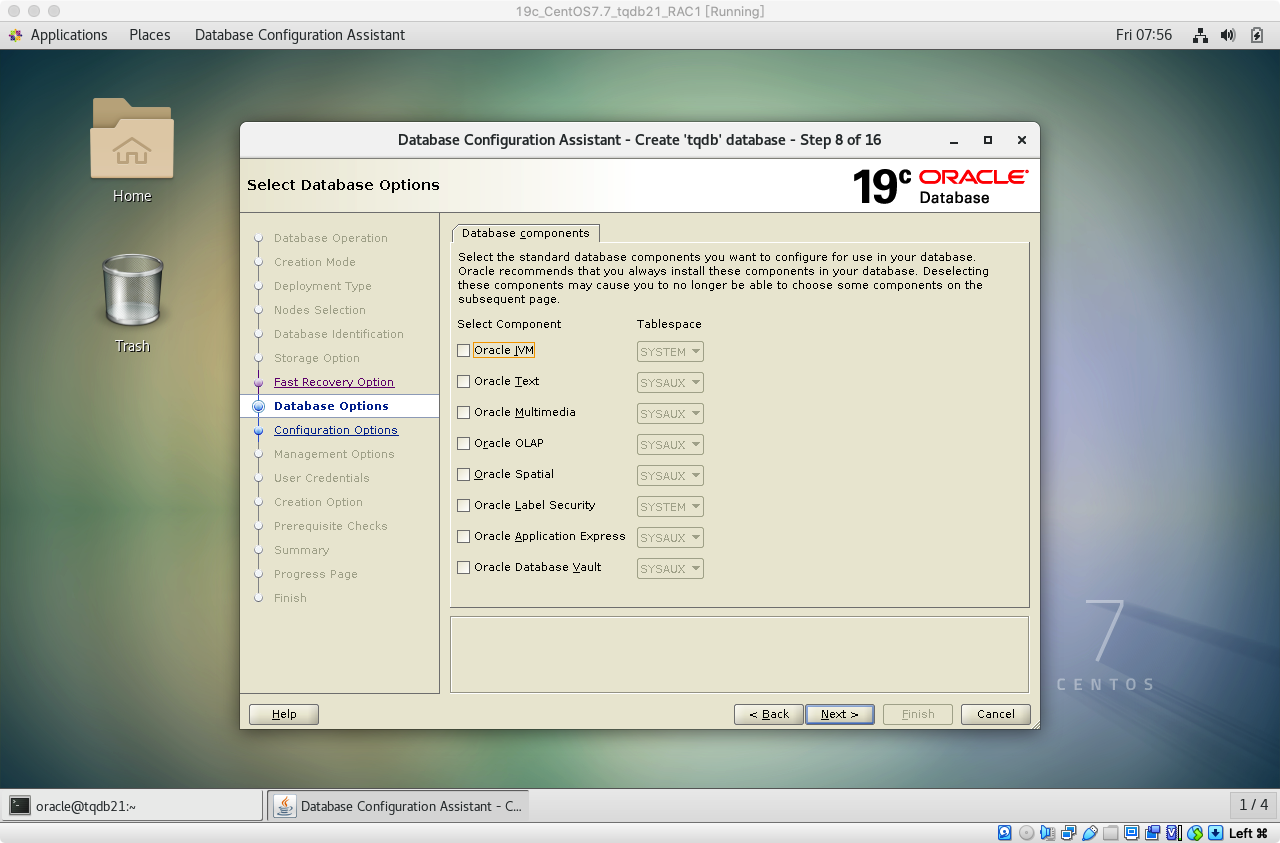 19c_CentOS7.7_tqdb21_RAC1 [Running]
Applications Places Database Configuration Assistant Fri 07:56
Home
Trash
Database Configuration Assistant - Create 'tqdb' database - Step 8 of 16
Select Database Options
19c ORACLE Database
Database Operation
Creation Mode
Deployment Type
Nodes Selection
Database Identification
Storage Option
Fast Recovery Option
Database Options
Configuration Options
Management Options
User Credentials
Creation Option
Prerequisite Checks
Summary
Progress Page
Finish
Database components
Select the standard database components you want to configure for use in your database.
Oracle recommends that you always install these components in your database. Deselecting
these components may cause you to no longer be able to choose some components on the
subsequent page.
Select Component Tablespace
Oracle JVM SYSTEM
Oracle Text SYSAUX
Oracle Multimedia SYSAUX
Oracle OLAP SYSAUX
Oracle Spatial SYSAUX
Oracle Label Security SYSTEM
Oracle Application Express SYSAUX
Oracle Database Vault SYSAUX
Help < Back Next > Finish Cancel
7
CENTOS
oracle@tqdb21:~ Database Configuration Assistant - C... 1 / 4
Left ⌘